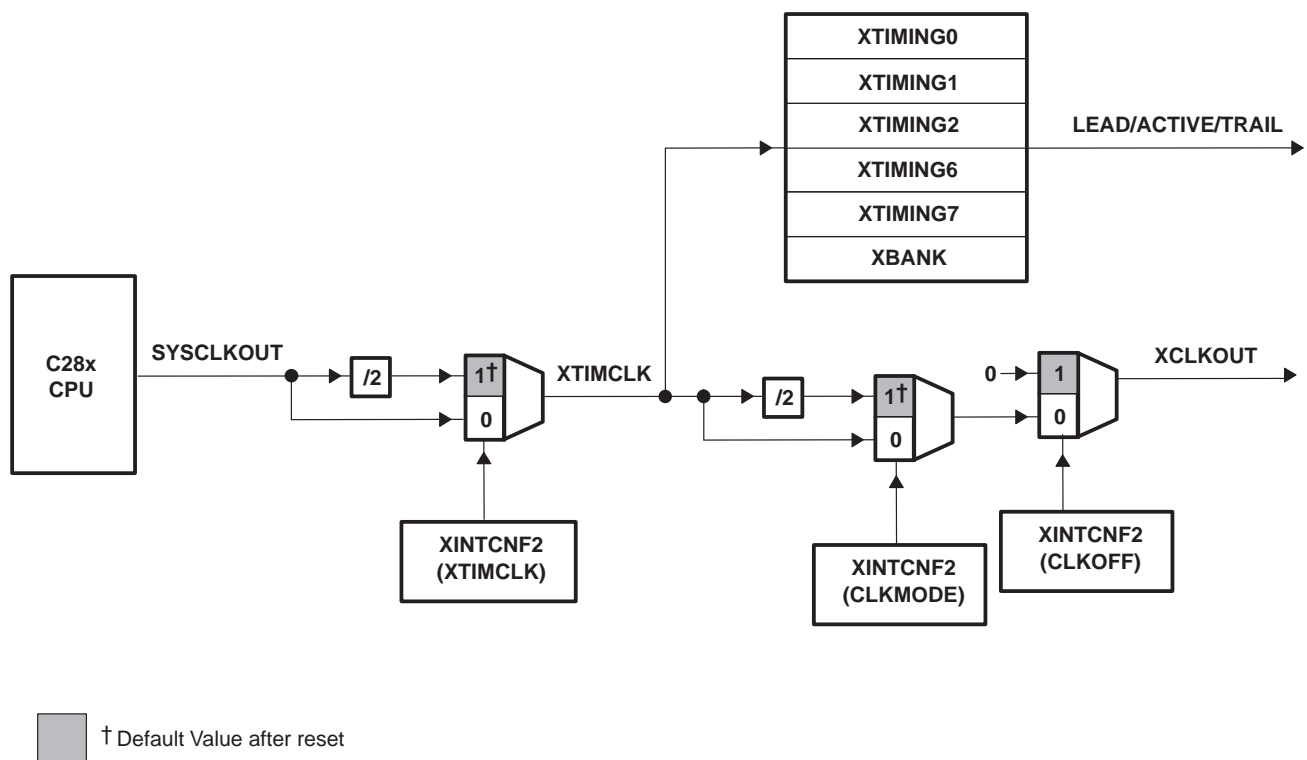 XTIMING0
XTIMING1
XTIMING2
LEAD/ACTIVE/TRAIL
XTIMING6
XTIMING7
XBANK
C28x
CPU
SYSCLKOUT
/2
1†
0
XTIMCLK
/2
1†
0
0
1
0
XCLKOUT
XINTCNF2
(XTIMCLK)
XINTCNF2
(CLKMODE)
XINTCNF2
(CLKOFF)
† Default Value after reset